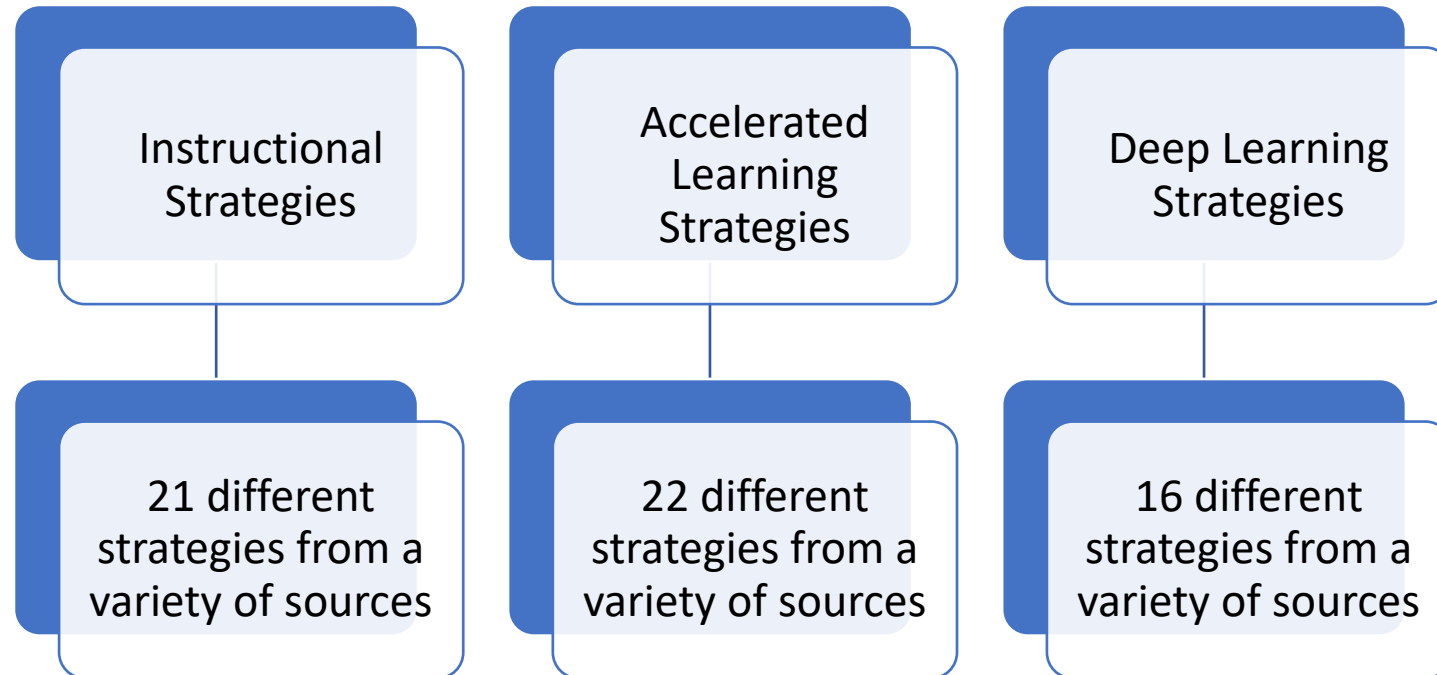 Instructional
Strategies
Accelerated
Learning
Strategies
Deep Learning
Strategies
21 different
strategies from a
variety of sources
22 different
strategies from a
variety of sources
16 different
strategies from a
variety of sources